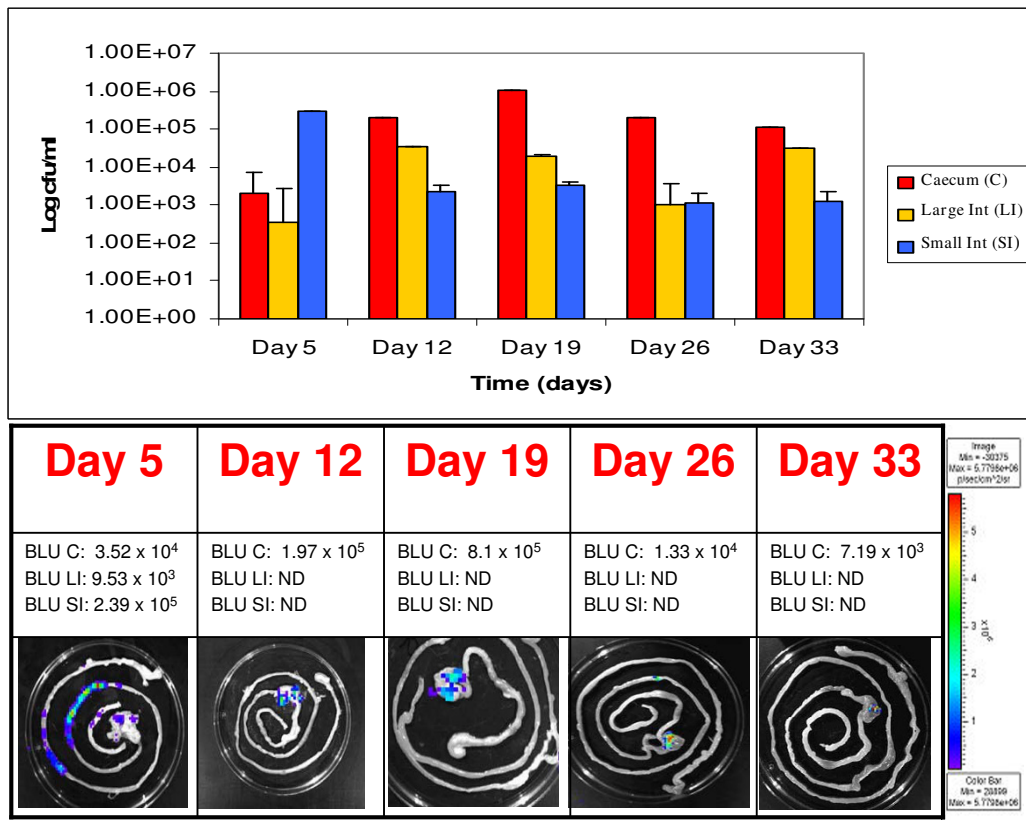 1.00E+07
1.00E+06
1.00E+05
1.00E+04
1.00E+03
1.00E+02
1.00E+01
1.00E+00
Log cfu/ml
Day 5 Day 12 Day 19 Day 26 Day 33
Time (days)
Caecum (C)
Large Int (LI)
Small Int (SI)
Day 5 Day 12 Day 19 Day 26 Day 33
BLU C: 3.52 x 10⁴
BLU LI: 9.53 x 10³
BLU SI: 2.39 x 10⁵
BLU C: 1.97 x 10⁵
BLU LI: ND
BLU SI: ND
BLU C: 8.1 x 10⁵
BLU LI: ND
BLU SI: ND
BLU C: 1.33 x 10⁴
BLU LI: ND
BLU SI: ND
BLU C: 7.19 x 10³
BLU LI: ND
BLU SI: ND
Image
Min = -30375
Max = 5.7798e+06
p/sec/cm^2/sr
5
4
3
2
1
x10⁶
Color Bar
Min = 28899
Max = 5.7798e+06